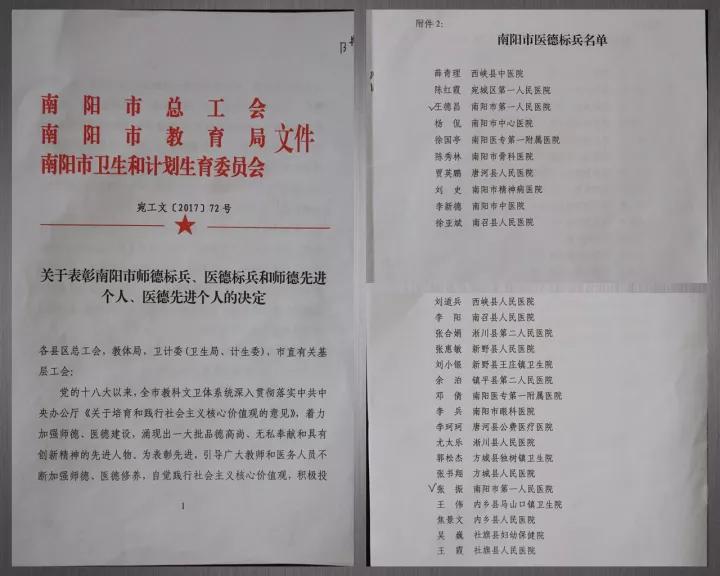 南阳市总工会
南阳市教育局
文件
南阳市卫生和计划生育委员会
宛工文〔2017〕72号
关于表彰南阳市师德标兵、医德标兵和师德先进
个人、医德先进个人的决定
各县区总工会，教体局，卫计委(卫生局、计生委)，市直有关基
层工会：
党的十八大以来，全市教科文卫体系统深入贯彻落实中共中
央办公厅《关于培育和践行社会主义核心价值观的意见》，着力
加强师德、医德建设，涌现出一大批品德高尚、无私奉献和具有
创新精神的先进人物。为表彰先进，引导广大教师和医务人员不
断加强师德、医德修养，自觉践行社会主义核心价值观，积极投
1
附件2：
南阳市医德标兵名单
薛青理 西峡县中医院
陈红霞 宛城区第一人民医院
✓王德昌 南阳市第一人民医院
杨侃 南阳市中心医院
徐国亭 南阳医专第一附属医院
陈秀林 南阳市骨科医院
贾英鹏 唐河县人民医院
刘史 南阳市精神病医院
李新德 南阳市中医院
徐亚斌 南召县人民医院
刘道兵 西峡县人民医院
李阳 南召县人民医院
张合娟 淅川县第二人民医院
张惠敏 新野县人民医院
刘小银 新野县王庄镇卫生院
余治 镇平县第二人民医院
邓倩 南阳医专第一附属医院
李兵 南阳市眼科医院
李珂珂 唐河县公费医疗医院
尤太乐 淅川县人民医院
郭松杰 方城县独树镇卫生院
张书翔 方城县人民医院
✓张振 南阳市第一人民医院
王伟 内乡县马山口镇卫生院
焦景文 内乡县人民医院
吴巍 社旗县妇幼保健院
王霞 社旗县人民医院